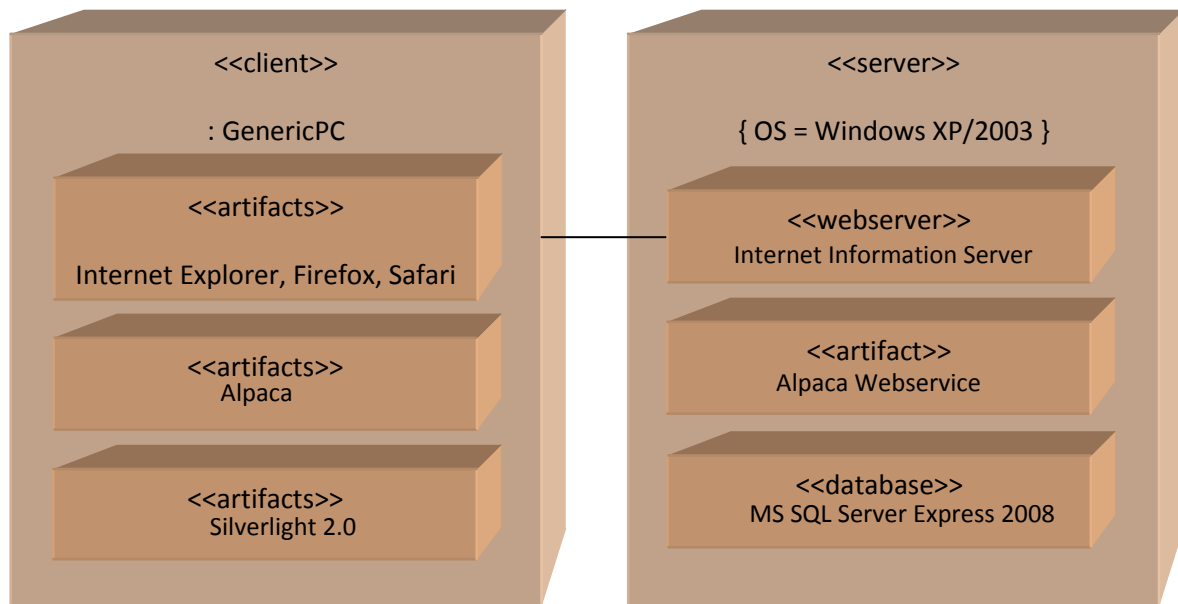 <<client>>
: GenericPC
<<artifacts>>
Internet Explorer, Firefox, Safari
<<artifacts>>
Alpaca
<<artifacts>>
Silverlight 2.0
<<server>>
{ OS = Windows XP/2003 }
<<webserver>>
Internet Information Server
<<artifact>>
Alpaca Webservice
<<database>>
MS SQL Server Express 2008